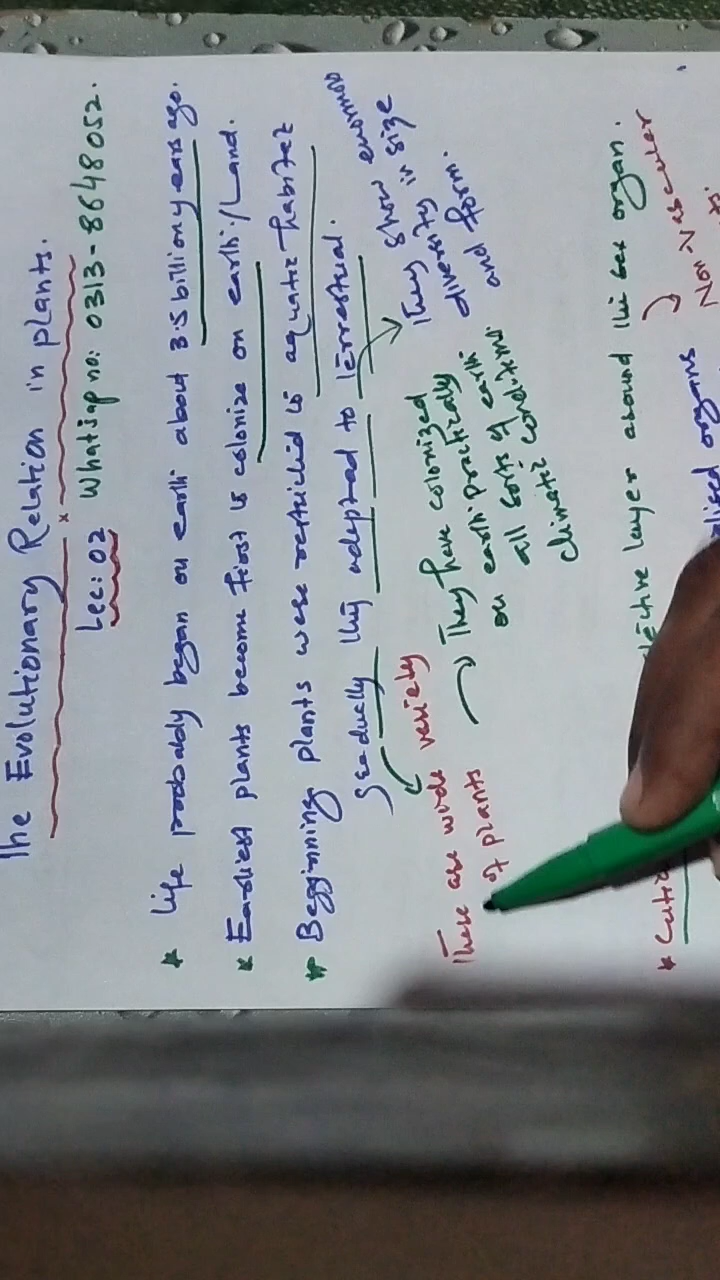 The Evolutionary Relation in plants.
Lec: 02 Whatsap no: 0313-8648052.
* Life probably began on earth about 3.5 billion years ago.
* Earliest plants become first to colonize on earth/Land.
* Beginning plants were restricted to aquatic habitet
gradually they adapted to terrestrial.
There are wide variety
of plants
They have colonized
on earth practically
all sorts of earth
climatic conditions.
They show enormous
diversity in size
and form.
layer around the sex organ.
Non vascular
organs